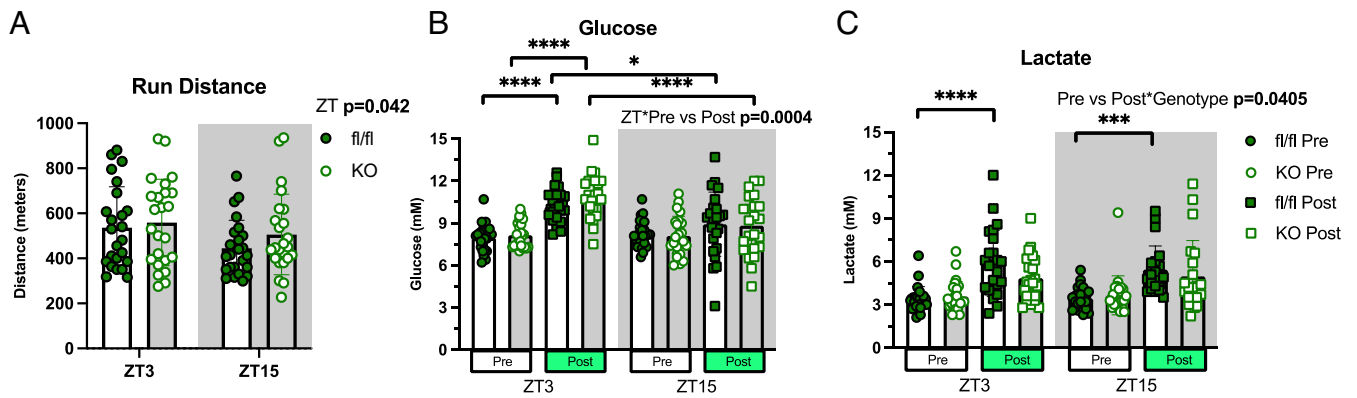 A
Run Distance
ZT p=0.042
fl/fl
KO
Distance (meters)
1000
800
600
400
200
0
ZT3
ZT15
B
Glucose
****
*
****
****
ZT*Pre vs Post p=0.0004
Glucose (mM)
15
12
9
6
3
0
Pre
Post
Pre
Post
ZT3
ZT15
C
Lactate
Pre vs Post*Genotype p=0.0405
****
***
Lactate (mM)
15
12
9
6
3
0
Pre
Post
Pre
Post
ZT3
ZT15
fl/fl Pre
KO Pre
fl/fl Post
KO Post